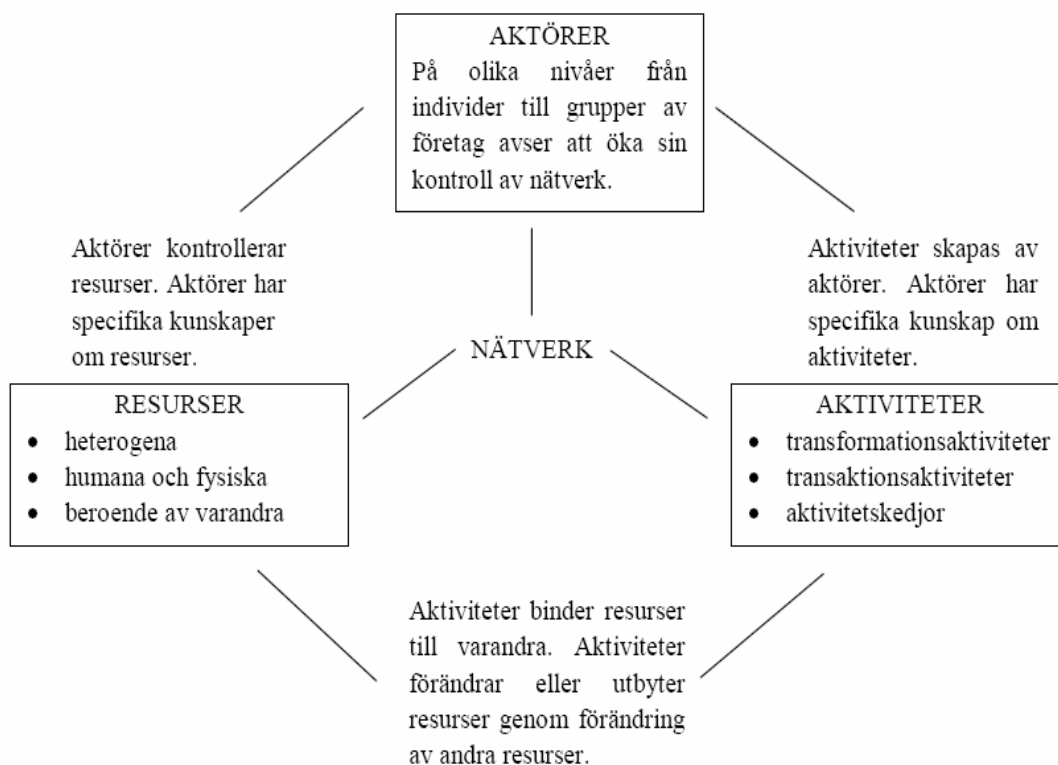 AKTÖRER
På olika nivåer från
individer till grupper av
företag avser att öka sin
kontroll av nätverk.
Aktörer kontrollerar
resurser. Aktörer har
specifika kunskaper
om resurser.
Aktiviteter skapas av
aktörer. Aktörer har
specifika kunskap om
aktiviteter.
NÄTVERK
RESURSER
• heterogena
• humana och fysiska
• beroende av varandra
AKTIVITETER
• transformationsaktiviteter
• transaktionsaktiviteter
• aktivitetskedjor
Aktiviteter binder resurser
till varandra. Aktiviteter
förändrar eller utbyter
resurser genom förändring
av andra resurser.